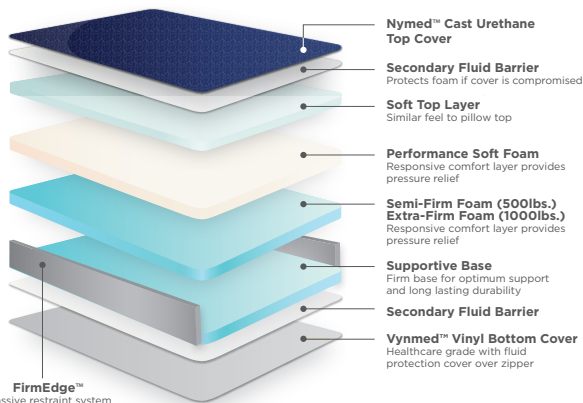 Nymed™ Cast Urethane
Top Cover
Secondary Fluid Barrier
Protects foam if cover is compromised
Soft Top Layer
Similar feel to pillow top
Performance Soft Foam
Responsive comfort layer provides
pressure relief
Semi-Firm Foam (500lbs.)
Extra-Firm Foam (1000lbs.)
Responsive comfort layer provides
pressure relief
Supportive Base
Firm base for optimum support
and long lasting durability
Secondary Fluid Barrier
Vynmed™ Vinyl Bottom Cover
Healthcare grade with fluid
protection cover over zipper
FirmEdge™
restraint system